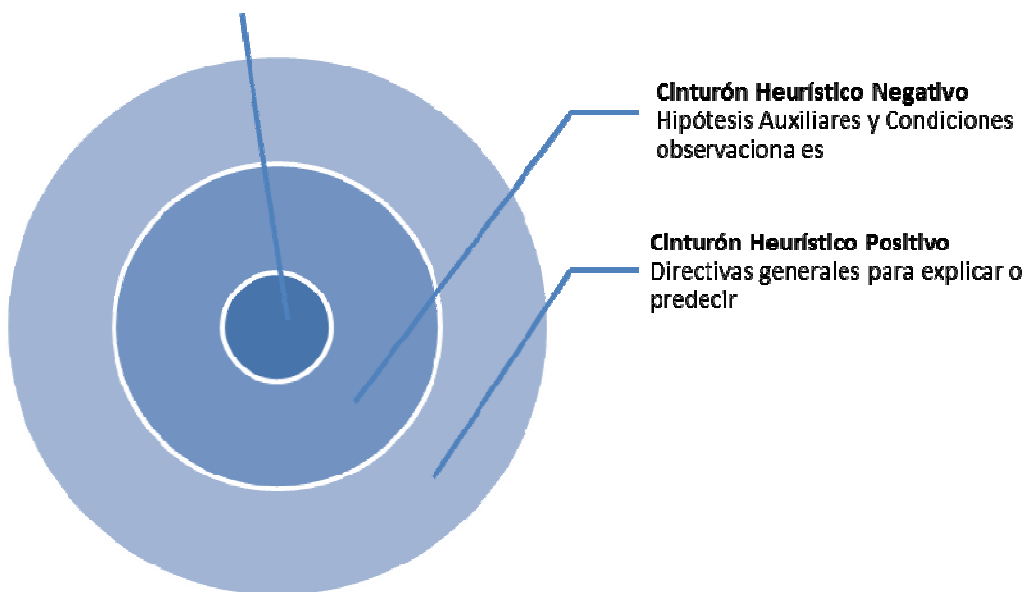 Cinturón Heurístico Negativo
Hipótesis Auxiliares y Condiciones
observaciona es
Cinturón Heurístico Positivo
Directivas generales para explicar o
predecir